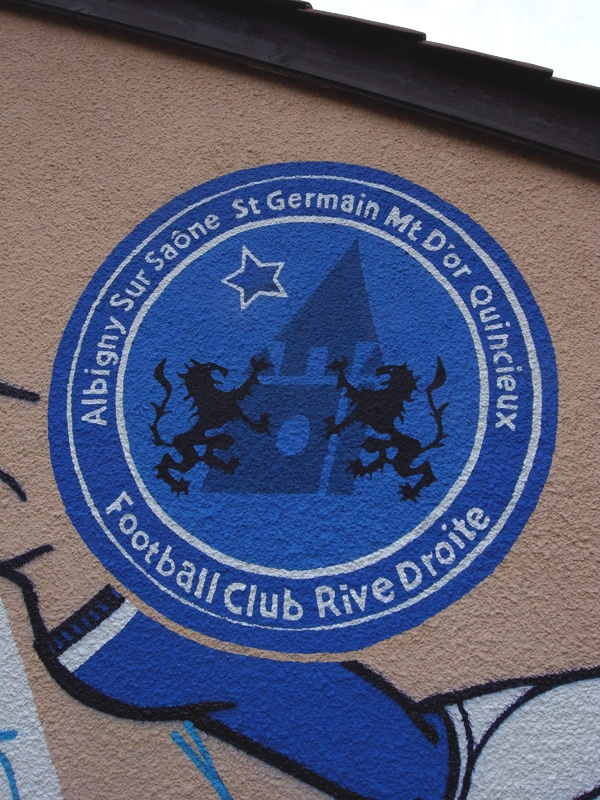 Albigny Sur Saône St Germain Mt D'or Quincieux
Football Club Rive Droite